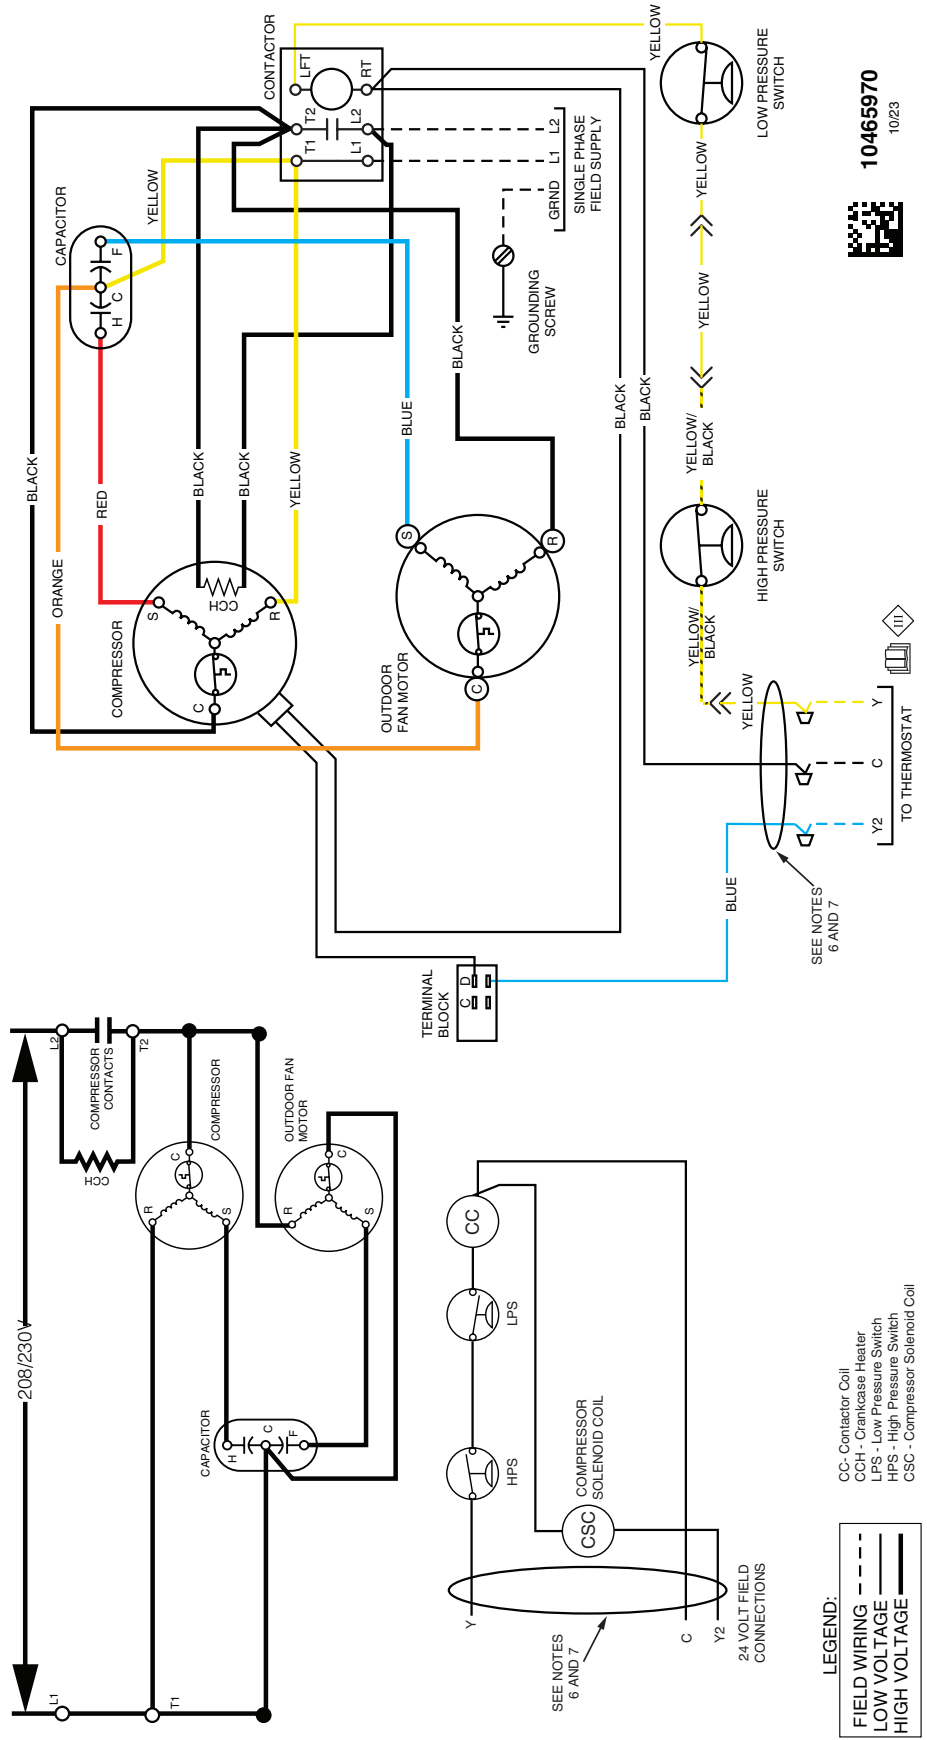 CONTACTOR
LFT
RT
T2
L2
T1
L1
L2
L1
GRND
SINGLE PHASE
FIELD SUPPLY
GROUNDING
SCREW
YELLOW
LOW PRESSURE
SWITCH
10465970
10/23
CAPACITOR
F
C
H
YELLOW
YELLOW
YELLOW
BLACK
RED
ORANGE
BLACK
BLACK
YELLOW
BLUE
BLACK
BLACK
BLACK
YELLOW/
BLACK
HIGH PRESSURE
SWITCH
YELLOW/
BLACK
YELLOW
COMPRESSOR
S
CCH
R
C
OUTDOOR
FAN MOTOR
S
R
C
III
Y
C
Y2
TO THERMOSTAT
SEE NOTES
6 AND 7
BLUE
TERMINAL
BLOCK
C
D
208/230V
L2
COMPRESSOR
CONTACTS
T2
CCH
COMPRESSOR
C
R
S
OUTDOOR FAN
MOTOR
C
R
S
CAPACITOR
H
C
F
L1
T1
CC
LPS
HPS
COMPRESSOR
SOLENOID COIL
CSC
Y
C
Y2
24 VOLT FIELD
CONNECTIONS
SEE NOTES
6 AND 7
CC- Contactor Coil
CCH - Crankcase Heater
LPS - Low Pressure Switch
HPS - High Pressure Switch
CSC - Compressor Solenoid Coil
LEGEND:
FIELD WIRING
LOW VOLTAGE
HIGH VOLTAGE